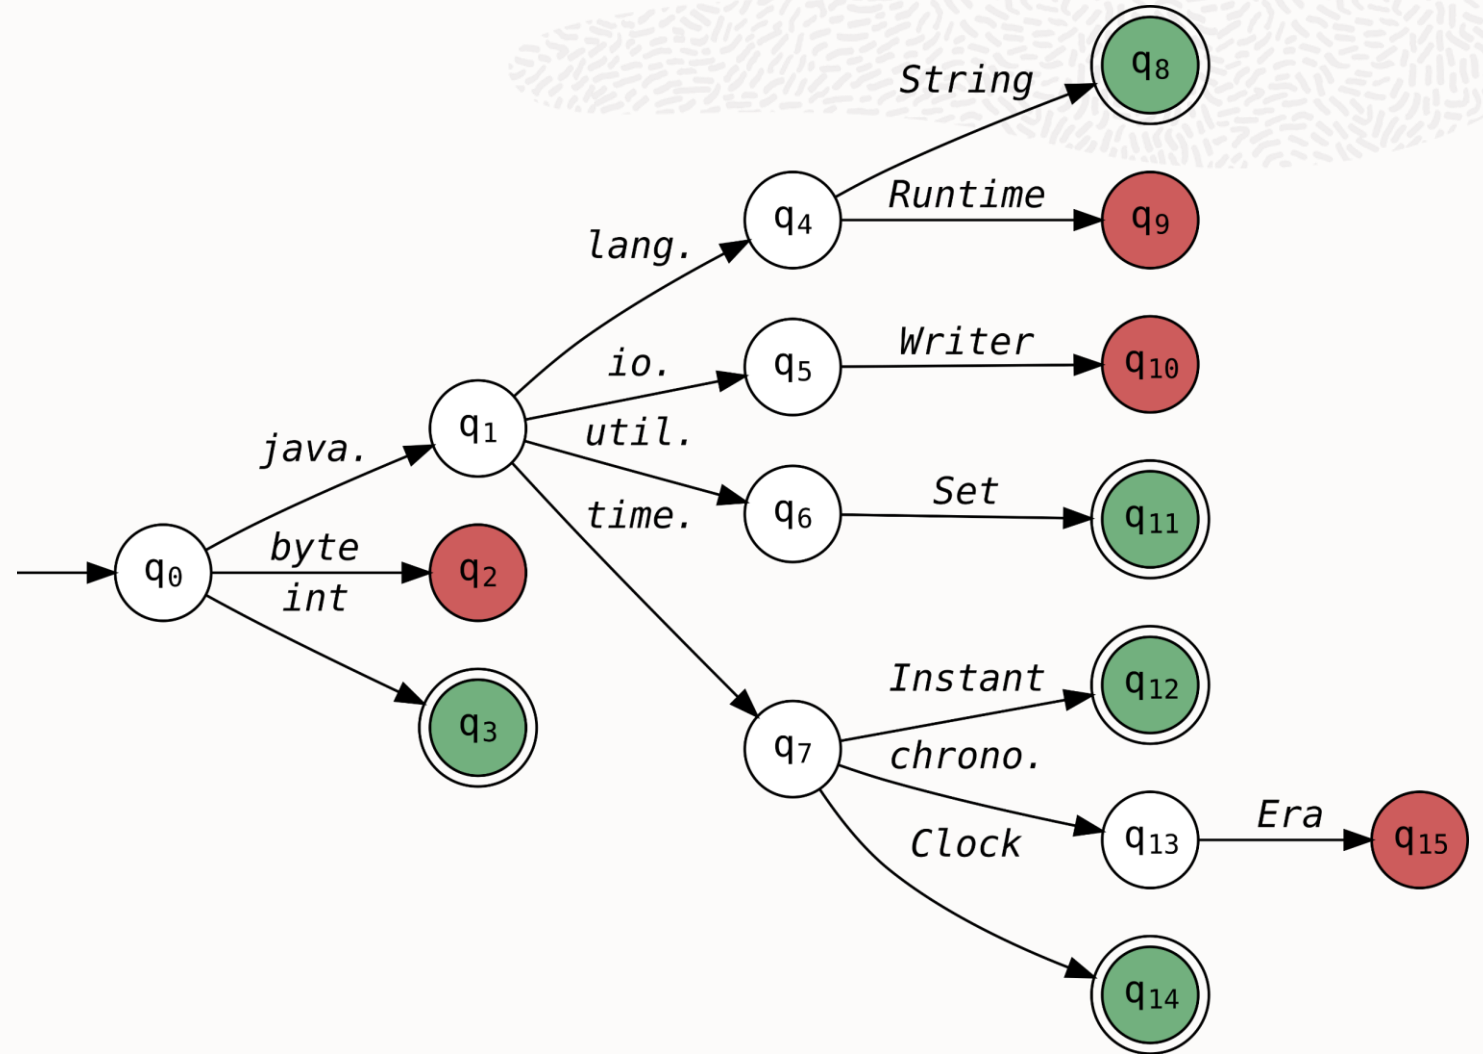 q8
String
Runtime
q4
q9
lang.
Writer
io.
q5
q10
q1
util.
java.
Set
time.
q6
q11
byte
q0
q2
int
Instant
q12
q3
q7
chrono.
Era
Clock
q13
q15
q14